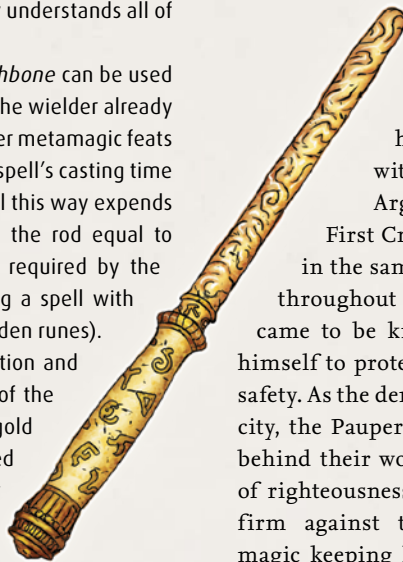 understands all of
hbone can be used
he wielder already
er metamagic feats
spell's casting time
l this way expends
the rod equal to
required by the
g a spell with
den runes).
tion and
of the
gold
ed
h
wit
Arg
First Cr
in the sam
throughout
came to be k
himself to prote
safety. As the der
city, the Pauper
behind their wo
of righteousness
firm against t
magic keeping